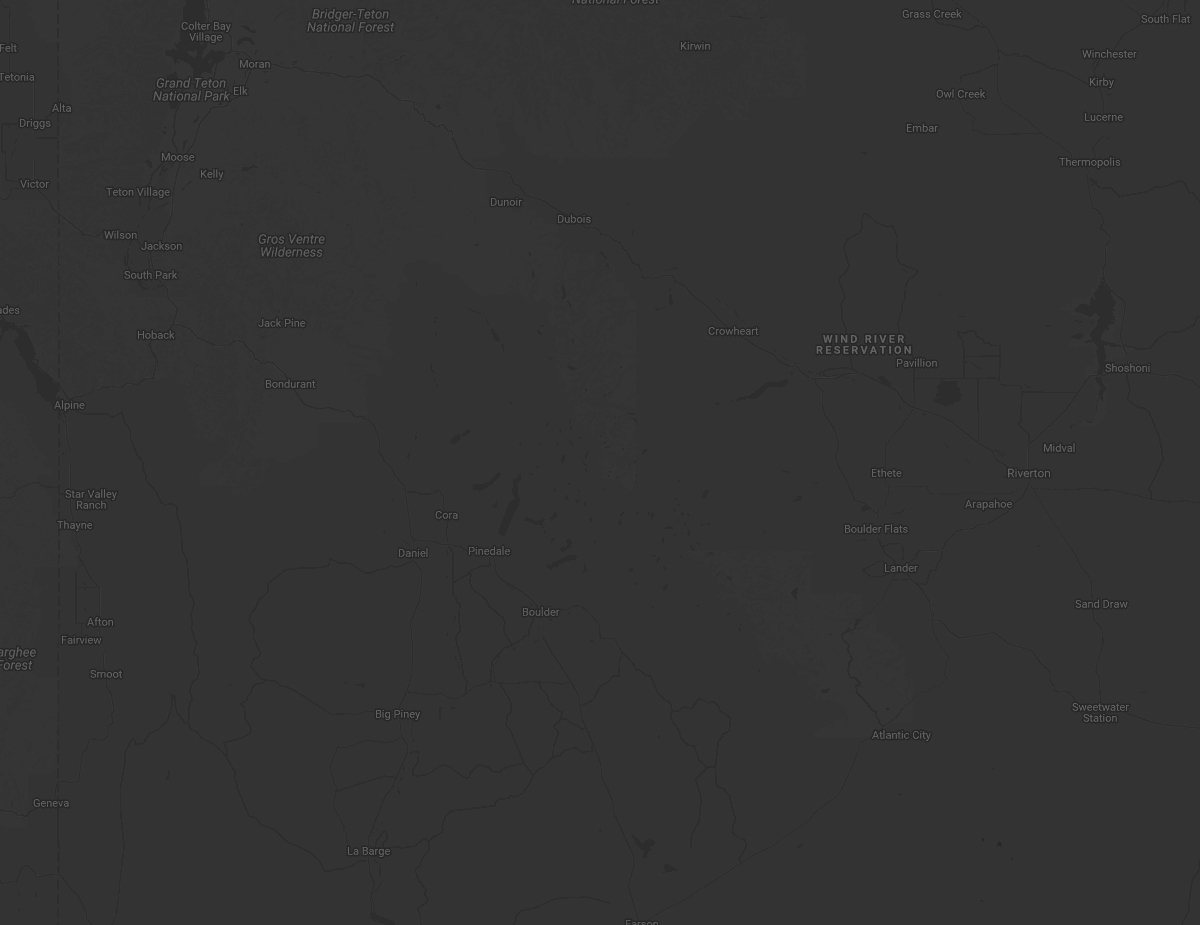 National Forest
Bridger-Teton
National Forest
Grass Creek
South Flat
Colter Bay
Village
Kirwin
Felt
Winchester
Moran
Tetonia
Grand Teton
National Park
Elk
Kirby
Owl Creek
Alta
Driggs
Lucerne
Embar
Moose
Thermopolis
Kelly
Victor
Teton Village
Dunoir
Dubois
Wilson
Jackson
Gros Ventre
Wilderness
South Park
ades
Jack Pine
Hoback
Crowheart
WIND RIVER
RESERVATION
Pavillion
Shoshoni
Bondurant
Alpine
Midval
Ethete
Riverton
Star Valley
Ranch
Arapahoe
Cora
Thayne
Boulder Flats
Daniel
Pinedale
Lander
Sand Draw
Boulder
Afton
Fairview
arghee
Forest
Smoot
Sweetwater
Station
Big Piney
Atlantic City
Geneva
La Barge
Farson